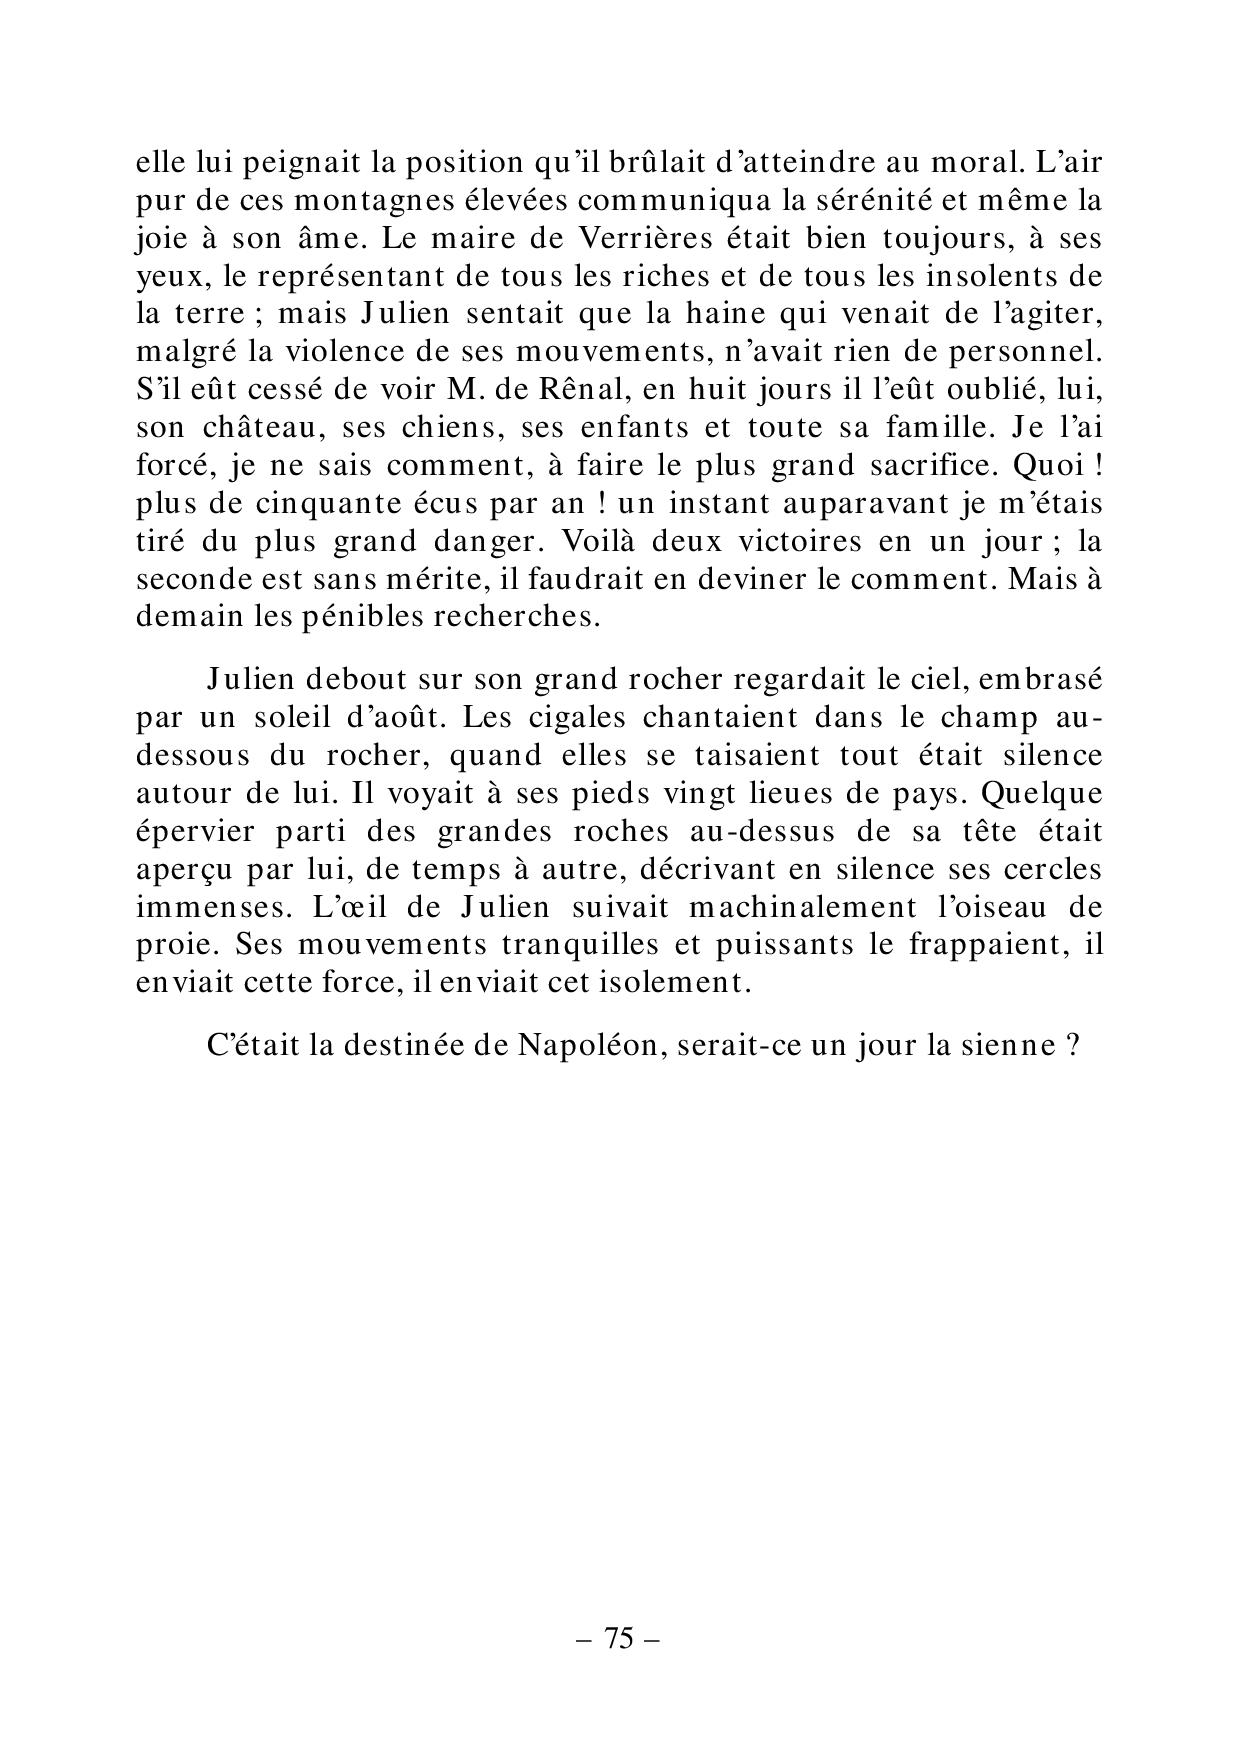 elle lui peignait la position qu’il brûlait d’atteindre au moral. L’air
pur de ces montagnes élevées communiqua la sérénité et même la
joie à son âme. Le maire de Verrières était bien toujours, à ses
yeux, le représentant de tous les riches et de tous les insolents de
la terre ; mais Julien sentait que la haine qui venait de l’agiter,
malgré la violence de ses mouvements, n’avait rien de personnel.
S’il eût cessé de voir M. de Rênal, en huit jours il l’eût oublié, lui,
son château, ses chiens, ses enfants et toute sa famille. Je l’ai
forcé, je ne sais comment, à faire le plus grand sacrifice. Quoi !
plus de cinquante écus par an ! un instant auparavant je m’étais
tiré du plus grand danger. Voilà deux victoires en un jour ; la
seconde est sans mérite, il faudrait en deviner le comment. Mais à
demain les pénibles recherches.
Julien debout sur son grand rocher regardait le ciel, embrasé
par un soleil d’août. Les cigales chantaient dans le champ au-
dessous du rocher, quand elles se taisaient tout était silence
autour de lui. Il voyait à ses pieds vingt lieues de pays. Quelque
épervier parti des grandes roches au-dessus de sa tête était
aperçu par lui, de temps à autre, décrivant en silence ses cercles
immenses. L’œil de Julien suivait machinalement l’oiseau de
proie. Ses mouvements tranquilles et puissants le frappaient, il
enviait cette force, il enviait cet isolement.
C’était la destinée de Napoléon, serait-ce un jour la sienne ?
– 75 –